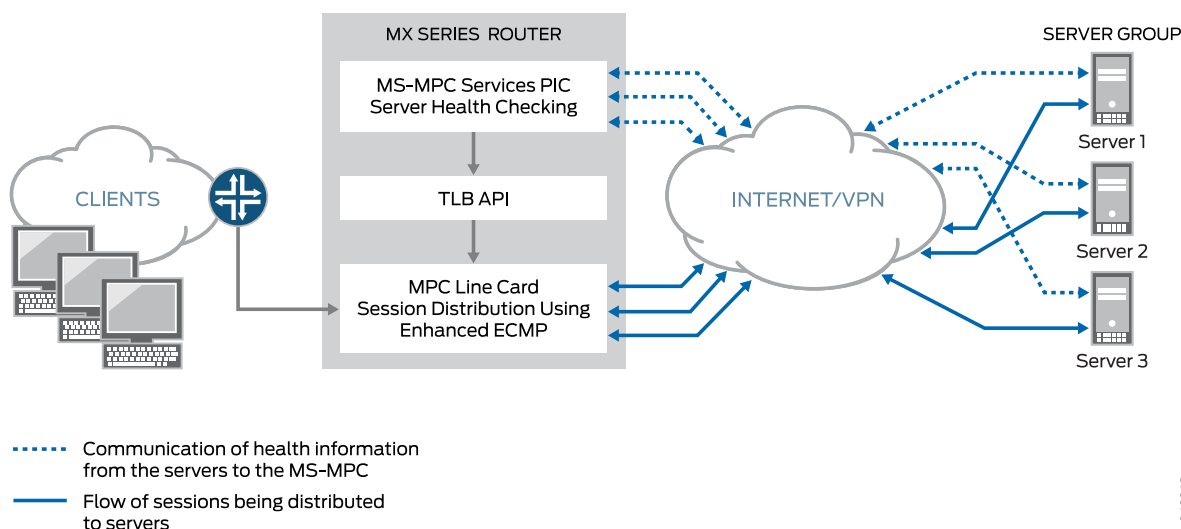 MX SERIES ROUTER
SERVER GROUP
MS-MPC Services PIC
Server Health Checking
Server 1
CLIENTS
TLB API
INTERNET/VPN
Server 2
MPC Line Card
Session Distribution Using
Enhanced ECMP
Server 3
Communication of health information
from the servers to the MS-MPC
Flow of sessions being distributed
to servers